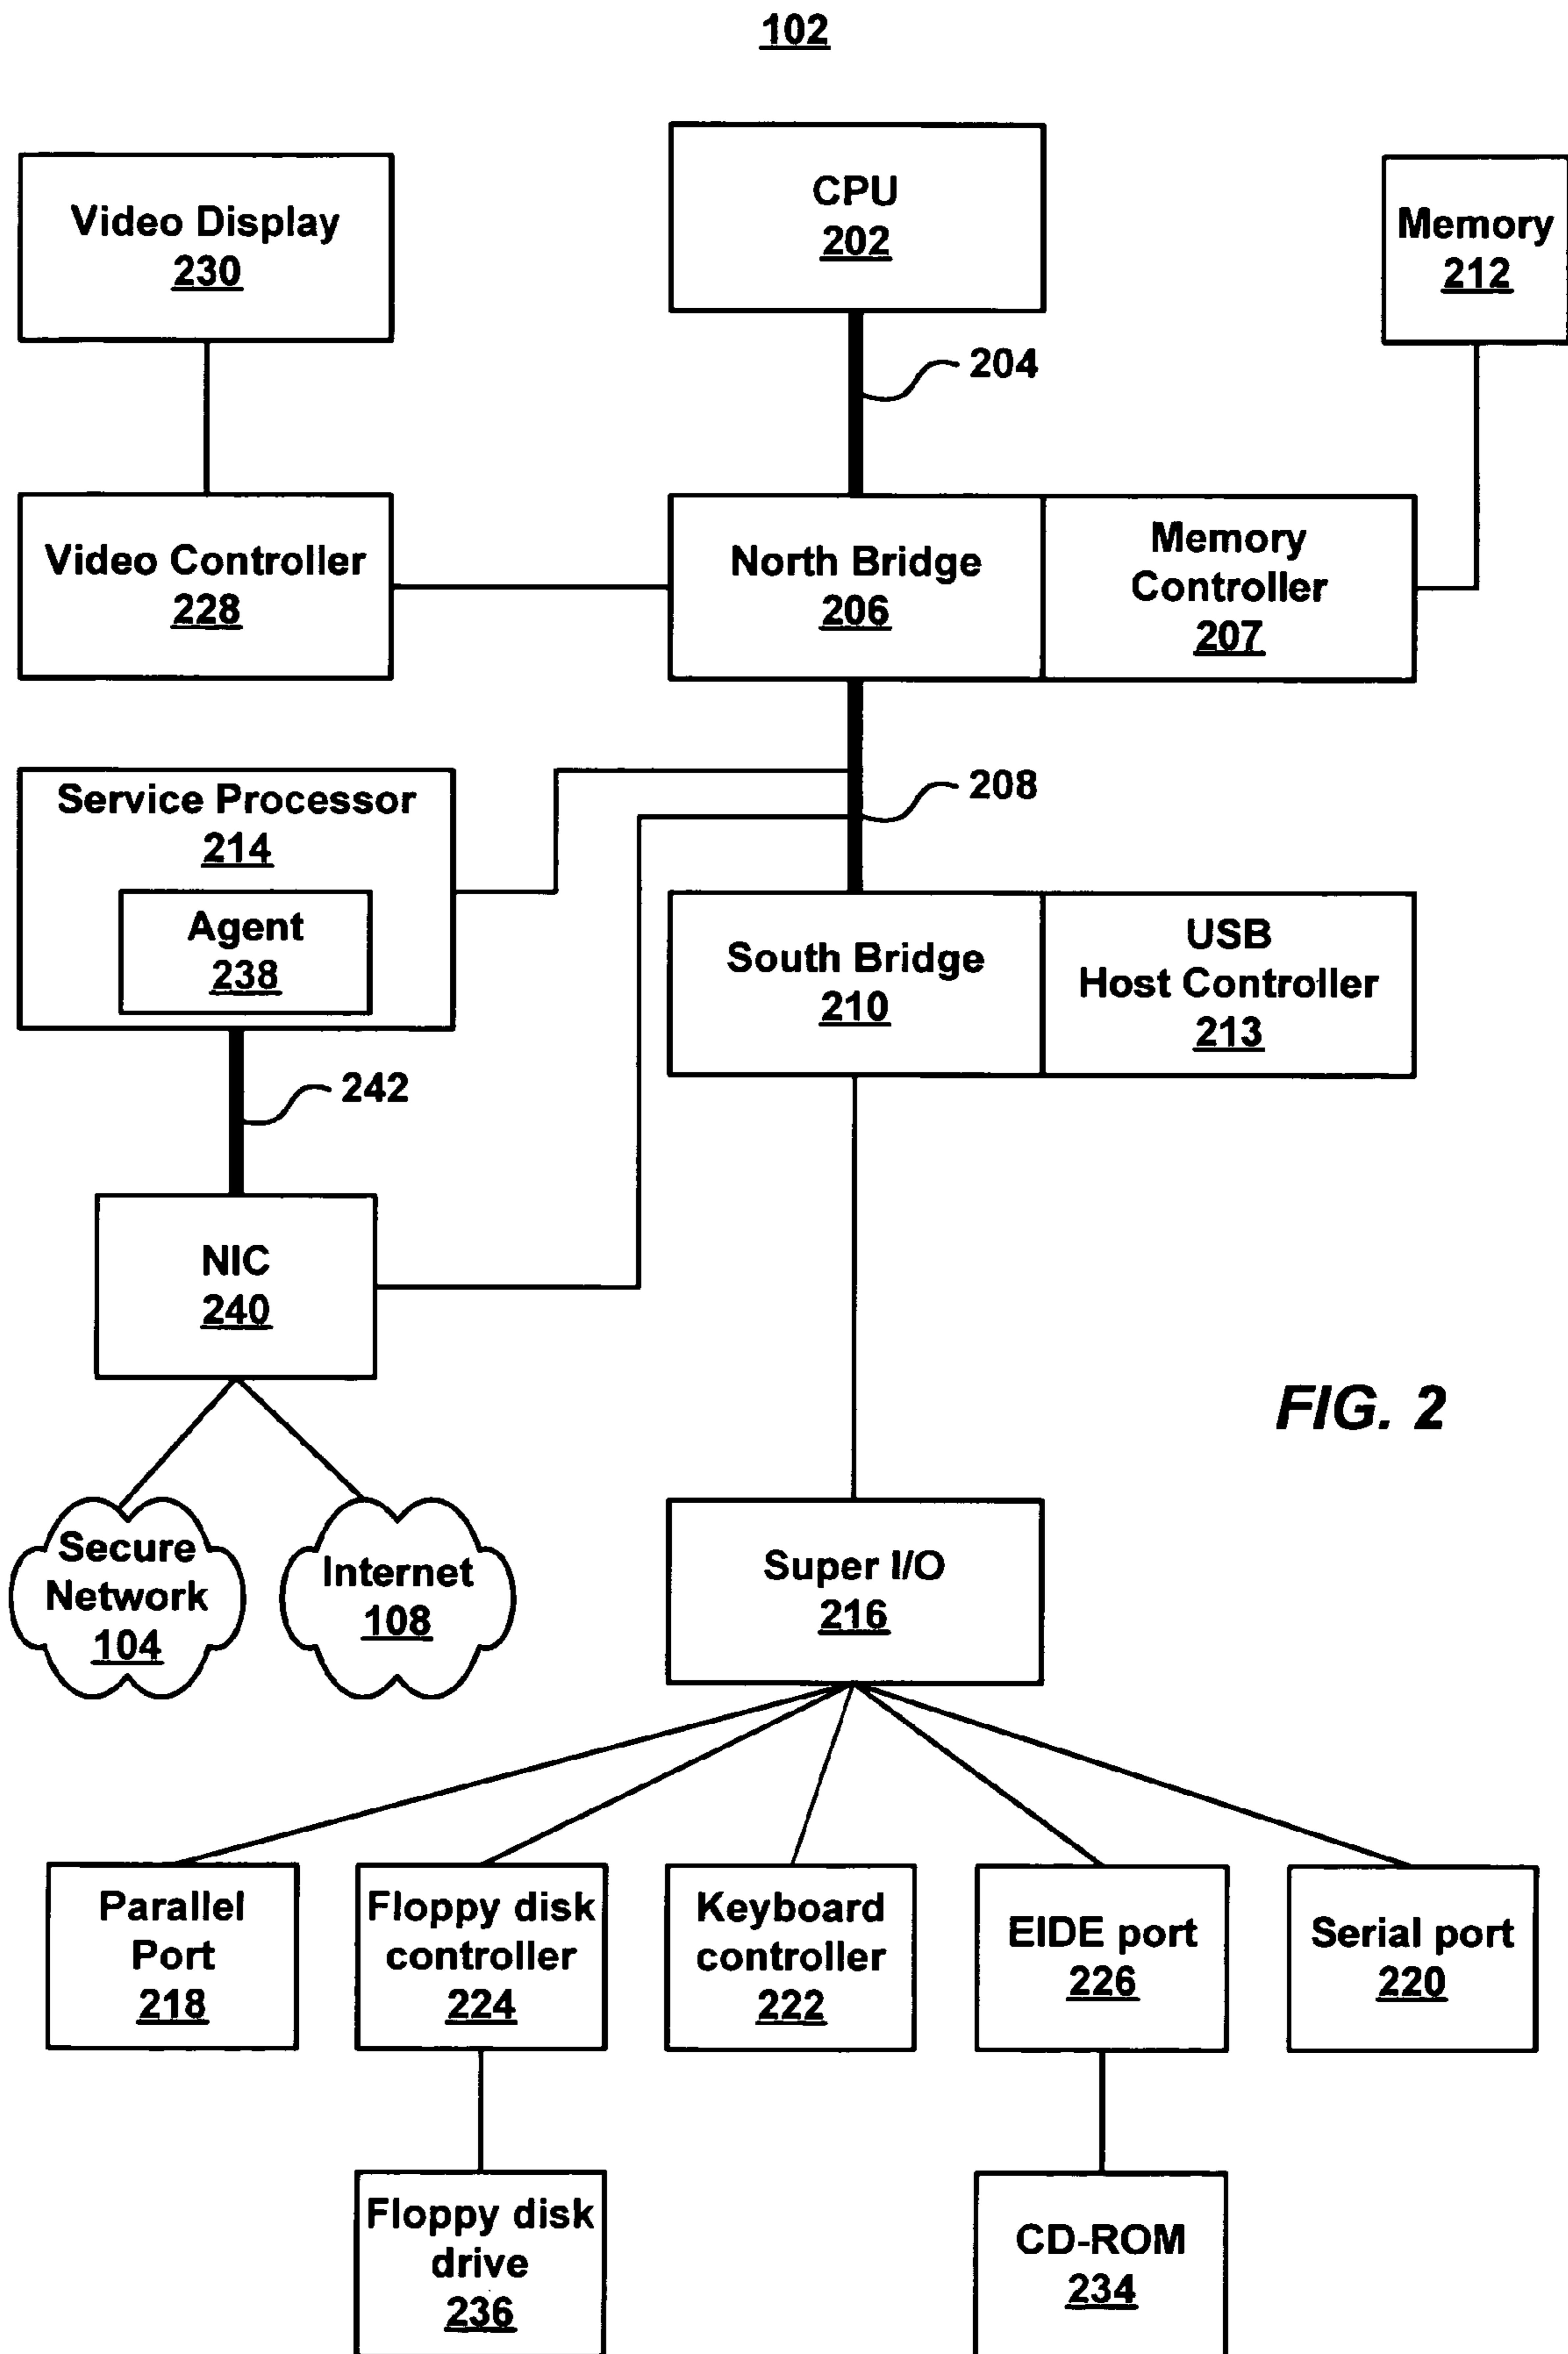 102
Video Display
230
CPU
202
Memory
212
204
Video Controller
228
North Bridge
206
Memory
Controller
207
Service Processor
214
Agent
238
208
South Bridge
210
USB
Host Controller
213
242
NIC
240
FIG. 2
Secure
Network
104
Internet
108
Super I/O
216
Parallel
Port
218
Floppy disk
controller
224
Keyboard
controller
222
EIDE port
226
Serial port
220
Floppy disk
drive
236
CD-ROM
234